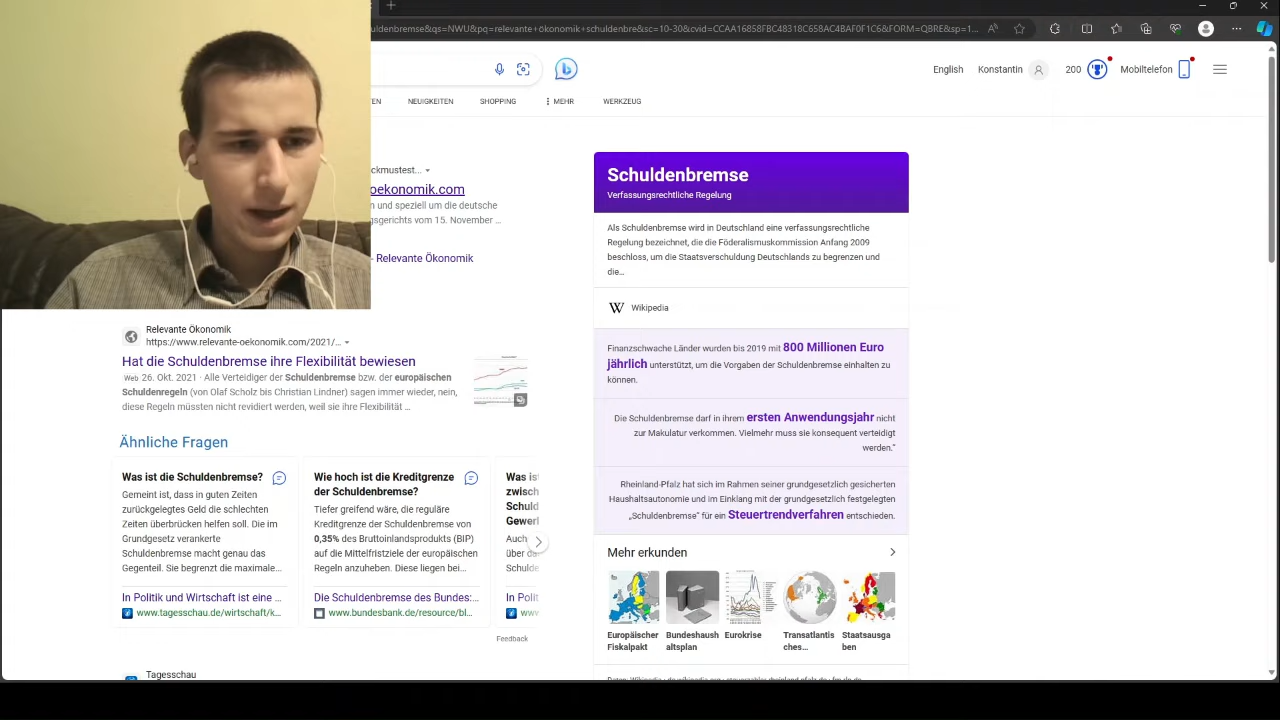 uldenbremse&qs=NWU&pq=relevante+ökonomik+schuldenbre&sc=10-30&cvid=CCAA16858FBC48318C658AC4BAF0F1C6&FORM=QBRE&sp=1...
English Konstantin 200 Mobiltelefon
EN NEUIGKEITEN SHOPPING MEHR WERKZEUG
ckmustest...
oekonomik.com
n und speziell um die deutsche
gsgerichts vom 15. November ...
- Relevante Ökonomik
Relevante Ökonomik
https://www.relevante-oekonomik.com/2021/...
Hat die Schuldenbremse ihre Flexibilität bewiesen
Web 26. Okt. 2021 · Alle Verteidiger der Schuldenbremse bzw. der europäischen
Schuldenregeln (von Olaf Scholz bis Christian Lindner) sagen immer wieder, nein,
diese Regeln müssten nicht revidiert werden, weil sie ihre Flexibilität ...
Ähnliche Fragen
Was ist die Schuldenbremse?
Gemeint ist, dass in guten Zeiten
zurückgelegtes Geld die schlechten
Zeiten überbrücken helfen soll. Die im
Grundgesetz verankerte
Schuldenbremse macht genau das
Gegenteil. Sie begrenzt die maximale...
In Politik und Wirtschaft ist eine ...
www.tagesschau.de/wirtschaft/k...
Wie hoch ist die Kreditgrenze
der Schuldenbremse?
Tiefer greifend wäre, die reguläre
Kreditgrenze der Schuldenbremse von
0,35% des Bruttoinlandsprodukts (BIP)
auf die Mittelfristziele der europäischen
Regeln anzuheben. Diese liegen bei...
Die Schuldenbremse des Bundes:...
www.bundesbank.de/resource/bl...
Was ist
zwisch
Schuld
Gewerl
Auch
über da
Schulde
In Polit
www
Feedback
Tagesschau
Schuldenbremse
Verfassungsrechtliche Regelung
Als Schuldenbremse wird in Deutschland eine verfassungsrechtliche
Regelung bezeichnet, die die Föderalismuskommission Anfang 2009
beschloss, um die Staatsverschuldung Deutschlands zu begrenzen und
die...
W Wikipedia
Finanzschwache Länder wurden bis 2019 mit 800 Millionen Euro
jährlich unterstützt, um die Vorgaben der Schuldenbremse einhalten zu
können.
Die Schuldenbremse darf in ihrem ersten Anwendungsjahr nicht
zur Makulatur verkommen. Vielmehr muss sie konsequent verteidigt
werden."
Rheinland-Pfalz hat sich im Rahmen seiner grundgesetzlich gesicherten
Haushaltsautonomie und im Einklang mit der grundgesetzlich festgelegten
„Schuldenbremse" für ein Steuertrendverfahren entschieden.
Mehr erkunden
Europäischer
Fiskalpakt
Bundeshaush
altsplan
Eurokrise
Transatlantis
ches...
Staatsausga
ben